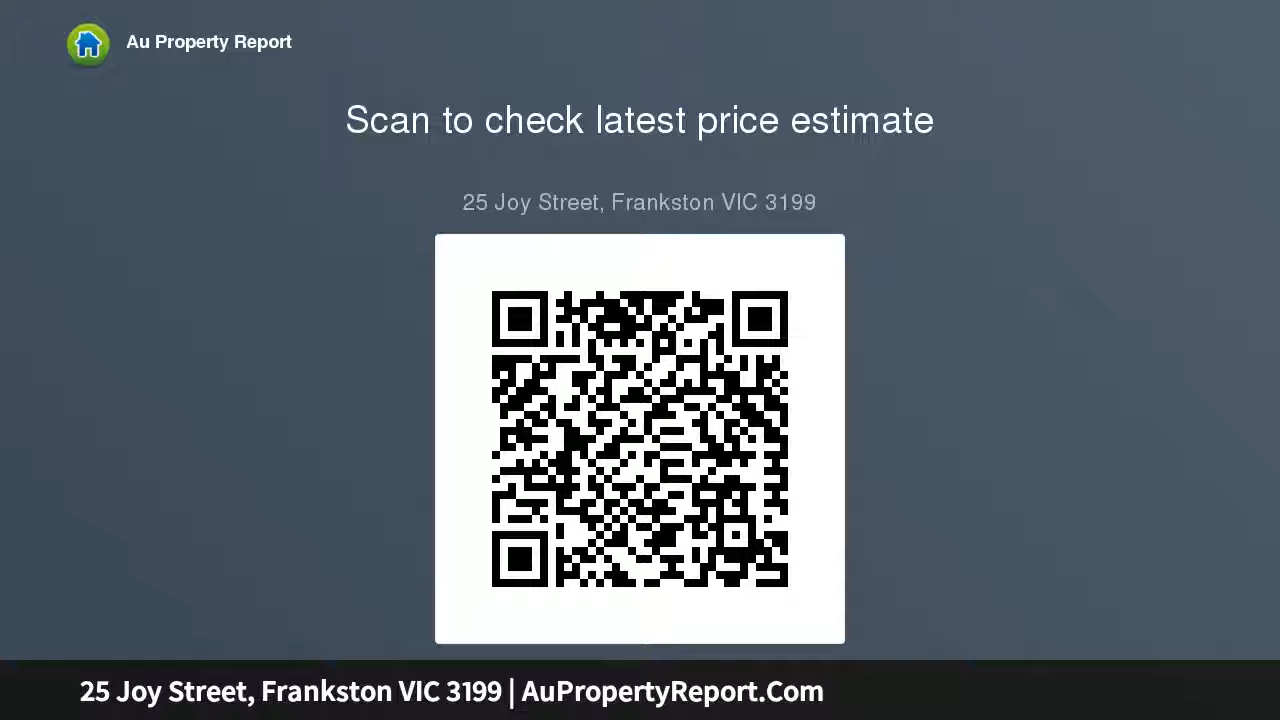 Au Property Report
Scan to check latest price estimate
25 Joy Street, Frankston VIC 3199
25 Joy Street, Frankston VIC 3199 | AuPropertyReport.Com